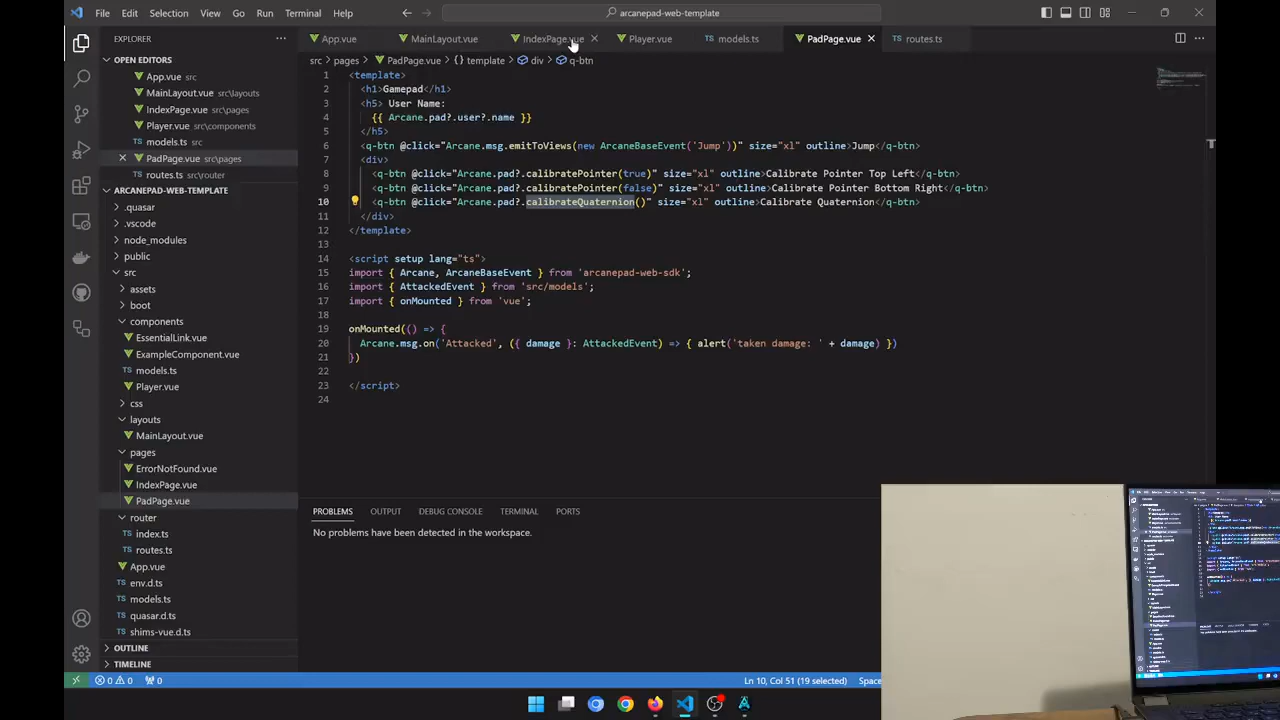 File Edit Selection View Go Run Terminal Help
arcanepad-web-template
EXPLORER
App.vue MainLayout.vue IndexPage.vue Player.vue models.ts PadPage.vue routes.ts
OPEN EDITORS
App.vue src
MainLayout.vue src\layouts
IndexPage.vue src\pages
Player.vue src\components
models.ts src
PadPage.vue src\pages
routes.ts src\router
ARCANEPAD-WEB-TEMPLATE
.quasar
.vscode
node_modules
public
src
assets
boot
components
EssentialLink.vue
ExampleComponent.vue
models.ts
Player.vue
css
layouts
MainLayout.vue
pages
ErrorNotFound.vue
IndexPage.vue
PadPage.vue
router
index.ts
routes.ts
App.vue
env.d.ts
models.ts
quasar.d.ts
shims-vue.d.ts
OUTLINE
TIMELINE
src > pages > PadPage.vue > {} template > div > q-btn
1 <template>
2 <h1>Gamepad</h1>
3 <h5> User Name:
4 {{ Arcane.pad?.user?.name }}
5 </h5>
6 <q-btn @click="Arcane.msg.emitToViews(new ArcaneBaseEvent('Jump'))" size="xl" outline>Jump</q-btn>
7 <div>
8 <q-btn @click="Arcane.pad?.calibratePointer(true)" size="xl" outline>Calibrate Pointer Top Left</q-btn>
9 <q-btn @click="Arcane.pad?.calibratePointer(false)" size="xl" outline>Calibrate Pointer Bottom Right</q-btn>
10 <q-btn @click="Arcane.pad?.calibrateQuaternion()" size="xl" outline>Calibrate Quaternion</q-btn>
11 </div>
12 </template>
13
14 <script setup lang="ts">
15 import { Arcane, ArcaneBaseEvent } from 'arcanepad-web-sdk';
16 import { AttackedEvent } from 'src/models';
17 import { onMounted } from 'vue';
18
19 onMounted(() => {
20 Arcane.msg.on('Attacked', ({ damage }: AttackedEvent) => { alert('taken damage: ' + damage) })
21 })
22
23 </script>
24
PROBLEMS OUTPUT DEBUG CONSOLE TERMINAL PORTS
No problems have been detected in the workspace.
0 0 0 Ln 10, Col 51 (19 selected) Spac